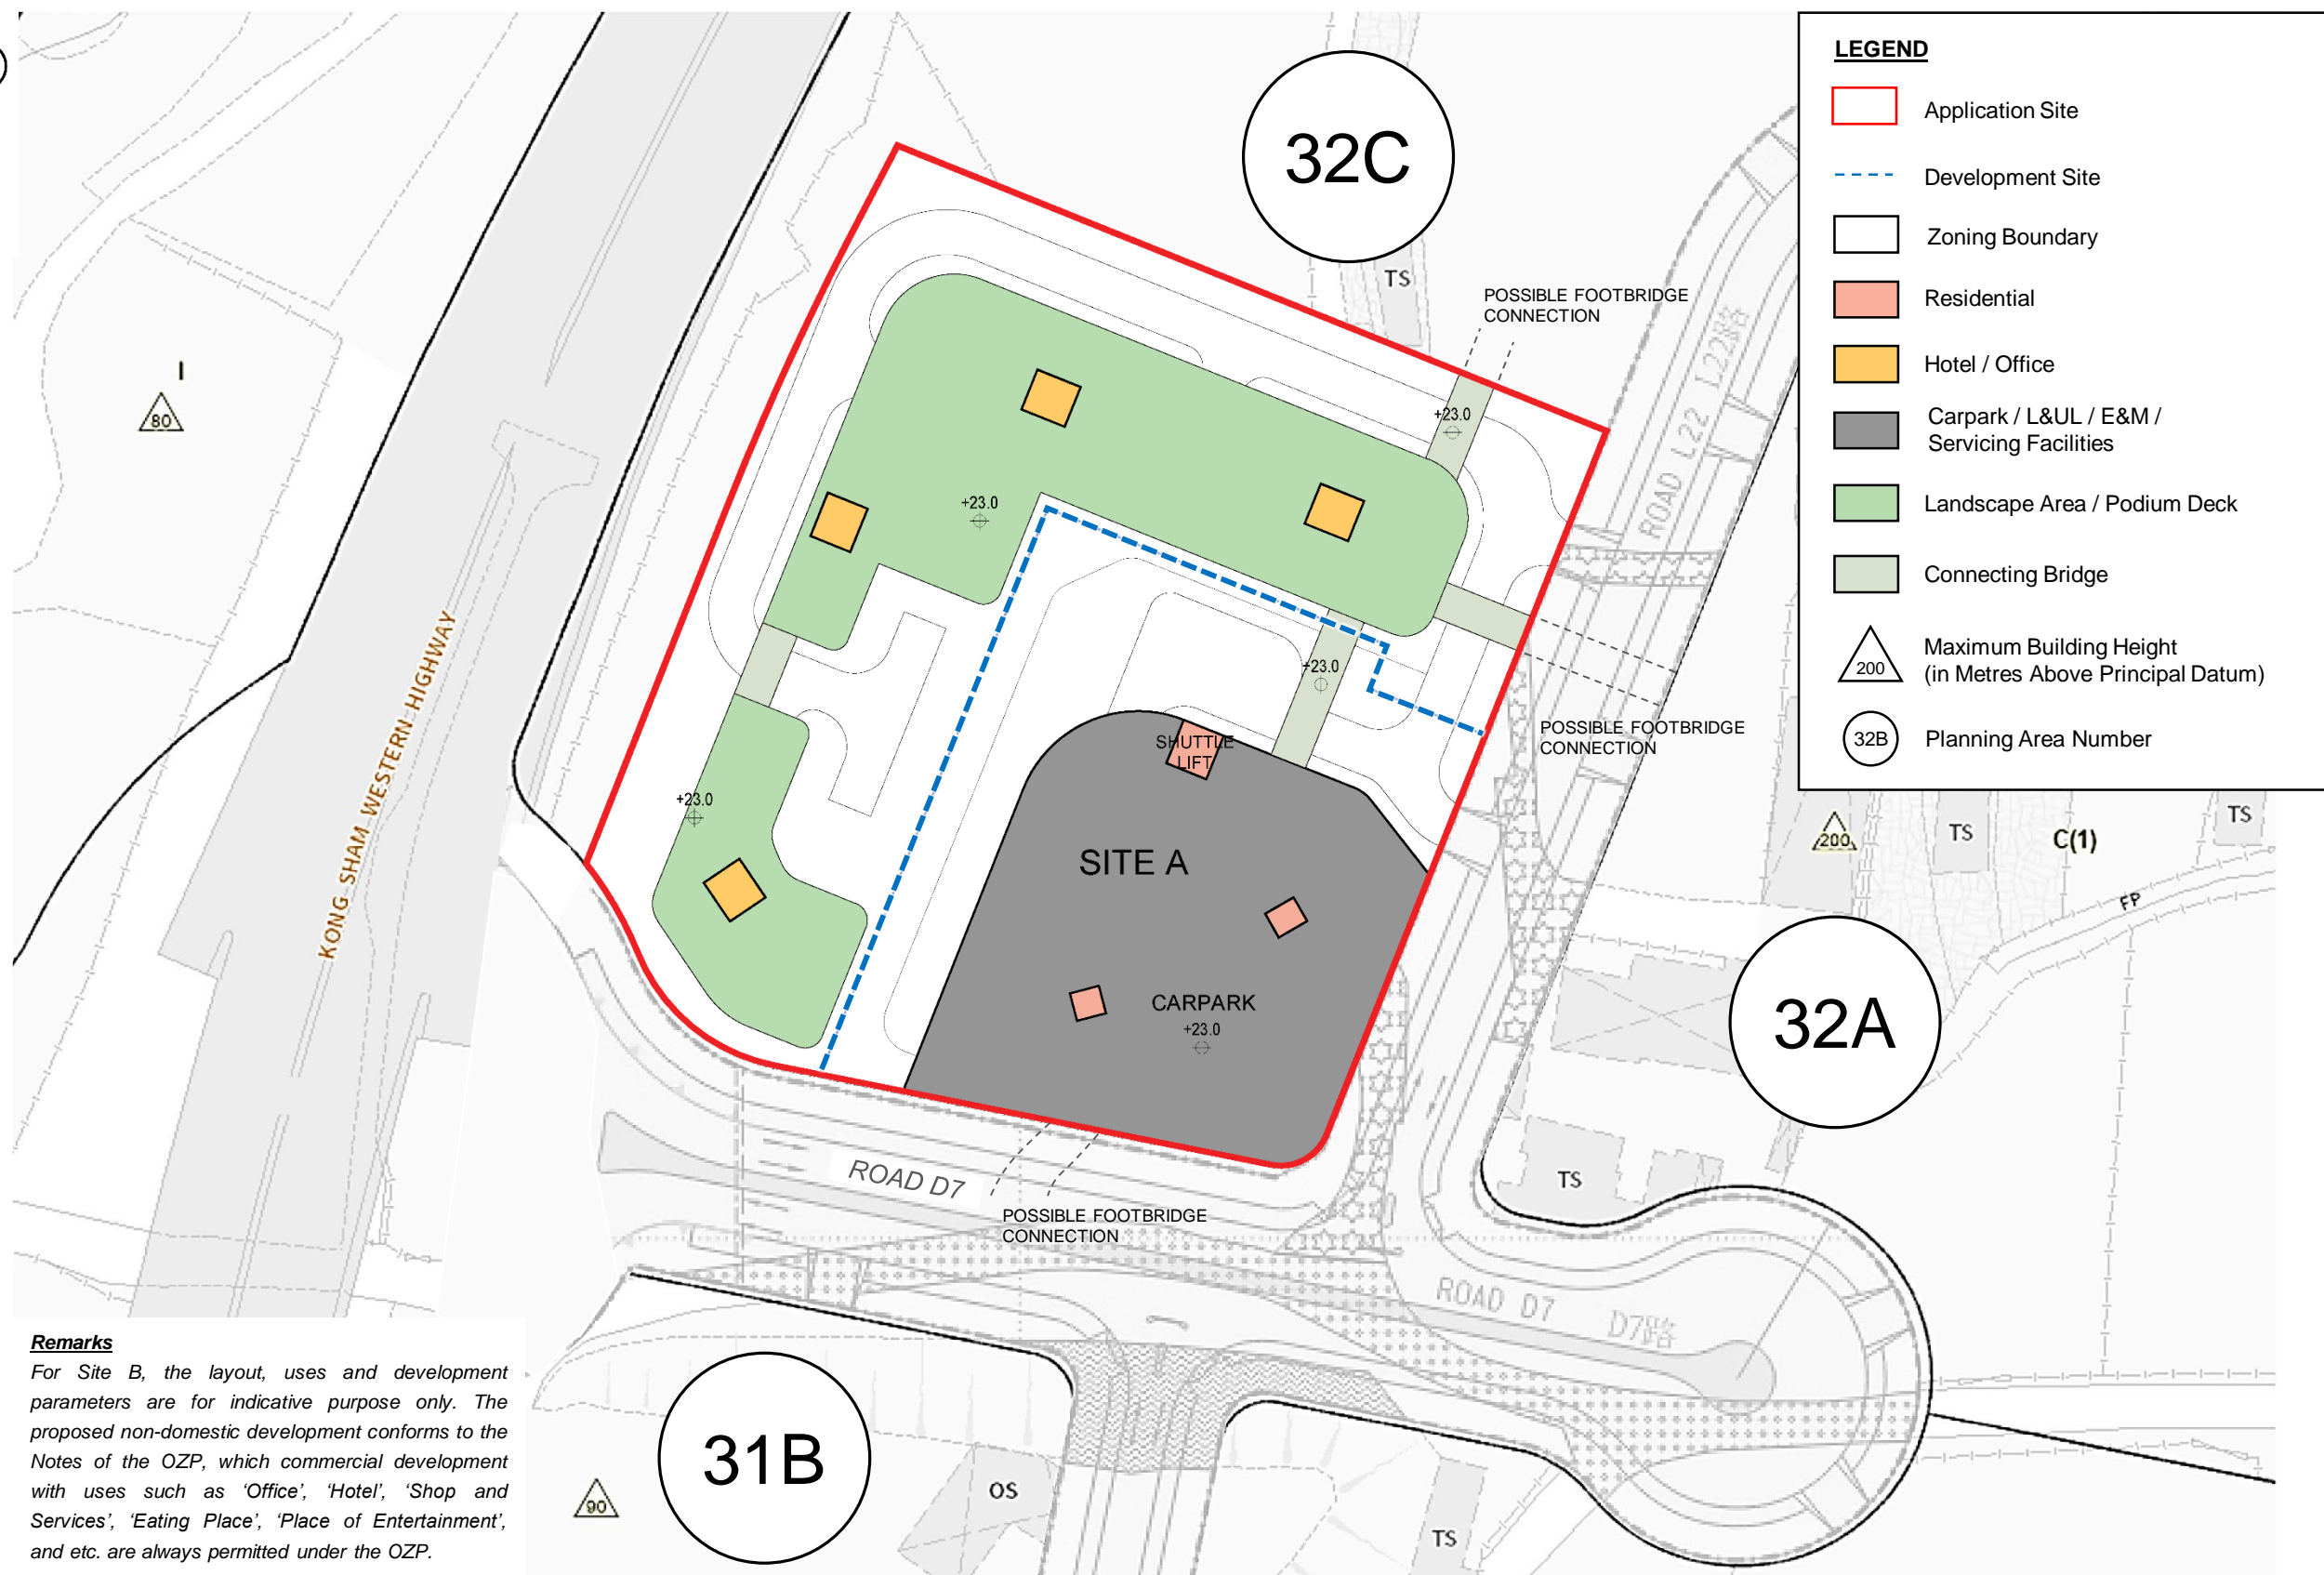 LEGEND
Application Site
Development Site
Zoning Boundary
Residential
Hotel / Office
Carpark / L&UL / E&M /
Servicing Facilities
Landscape Area / Podium Deck
Connecting Bridge
200
Maximum Building Height
(in Metres Above Principal Datum)
32B
Planning Area Number
32C
TS
POSSIBLE FOOTBRIDGE
CONNECTION
ROAD L22 L22路
I
80
+23.0
+23.0
+23.0
KONG SHAM WESTERN HIGHWAY
POSSIBLE FOOTBRIDGE
CONNECTION
SHUTTLE
LIFT
+23.0
SITE A
CARPARK
+23.0
200
TS
C(1)
TS
FP
32A
TS
ROAD D7
POSSIBLE FOOTBRIDGE
CONNECTION
ROAD D7 D7路
31B
90
OS
TS
Remarks
For Site B, the layout, uses and development
parameters are for indicative purpose only. The
proposed non-domestic development conforms to the
Notes of the OZP, which commercial development
with uses such as ‘Office’, ‘Hotel’, ‘Shop and
Services’, ‘Eating Place’, ‘Place of Entertainment’,
and etc. are always permitted under the OZP.